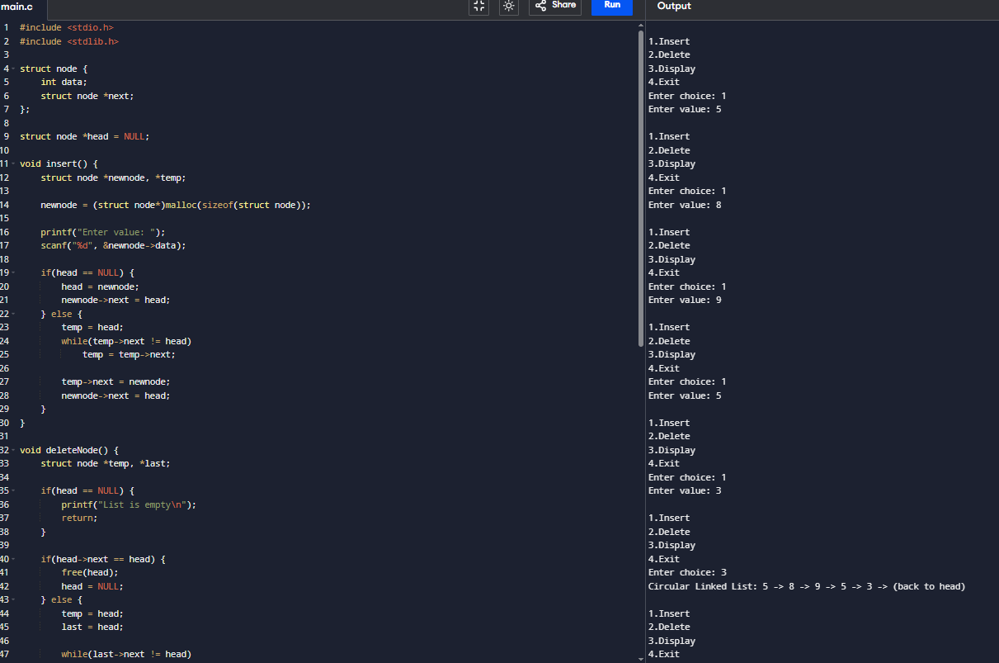 main.c
Share
Run
Output
1 #include <stdio.h>
2 #include <stdlib.h>
3
4 struct node {
5     int data;
6     struct node *next;
7 };
8
9 struct node *head = NULL;
10
11 void insert() {
12     struct node *newnode, *temp;
13
14     newnode = (struct node*)malloc(sizeof(struct node));
15
16     printf("Enter value: ");
17     scanf("%d", &newnode->data);
18
19     if(head == NULL) {
20         head = newnode;
21         newnode->next = head;
22     } else {
23         temp = head;
24         while(temp->next != head)
25             temp = temp->next;
26
27         temp->next = newnode;
28         newnode->next = head;
29     }
30 }
31
32 void deleteNode() {
33     struct node *temp, *last;
34
35     if(head == NULL) {
36         printf("List is empty\n");
37         return;
38     }
39
40     if(head->next == head) {
41         free(head);
42         head = NULL;
43     } else {
44         temp = head;
45         last = head;
46
47         while(last->next != head)
1.Insert
2.Delete
3.Display
4.Exit
Enter choice: 1
Enter value: 5
1.Insert
2.Delete
3.Display
4.Exit
Enter choice: 1
Enter value: 8
1.Insert
2.Delete
3.Display
4.Exit
Enter choice: 1
Enter value: 9
1.Insert
2.Delete
3.Display
4.Exit
Enter choice: 1
Enter value: 5
1.Insert
2.Delete
3.Display
4.Exit
Enter choice: 1
Enter value: 3
1.Insert
2.Delete
3.Display
4.Exit
Enter choice: 3
Circular Linked List: 5 -> 8 -> 9 -> 5 -> 3 -> (back to head)
1.Insert
2.Delete
3.Display
4.Exit